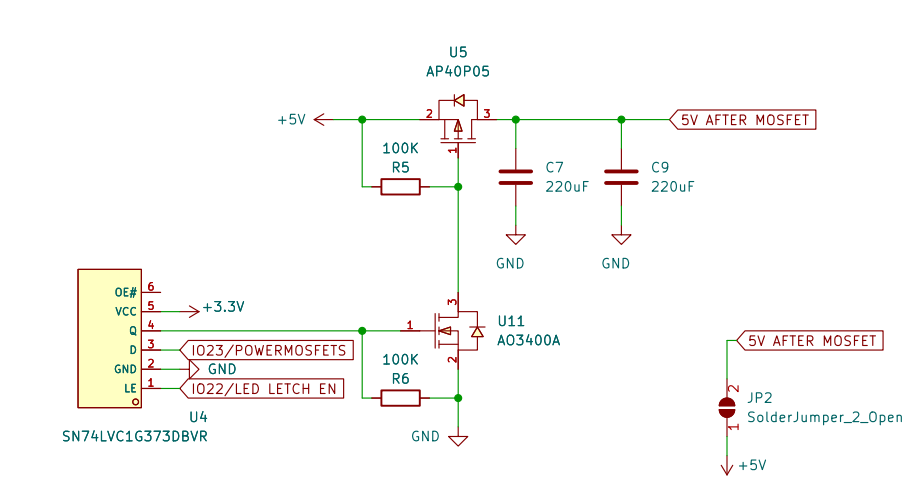 U5
AP40P05
+5V
2
3
1
5V AFTER MOSFET
100K
R5
C7
220uF
C9
220uF
GND
GND
OE#
6
VCC
5
+3.3V
Q
4
D
3
IO23/POWERMOSFETS
GND
2
GND
LE
1
IO22/LED LETCH EN
U4
SN74LVC1G373DBVR
3
1
2
U11
AO3400A
100K
R6
GND
5V AFTER MOSFET
2
JP2
SolderJumper_2_Open
1
+5V